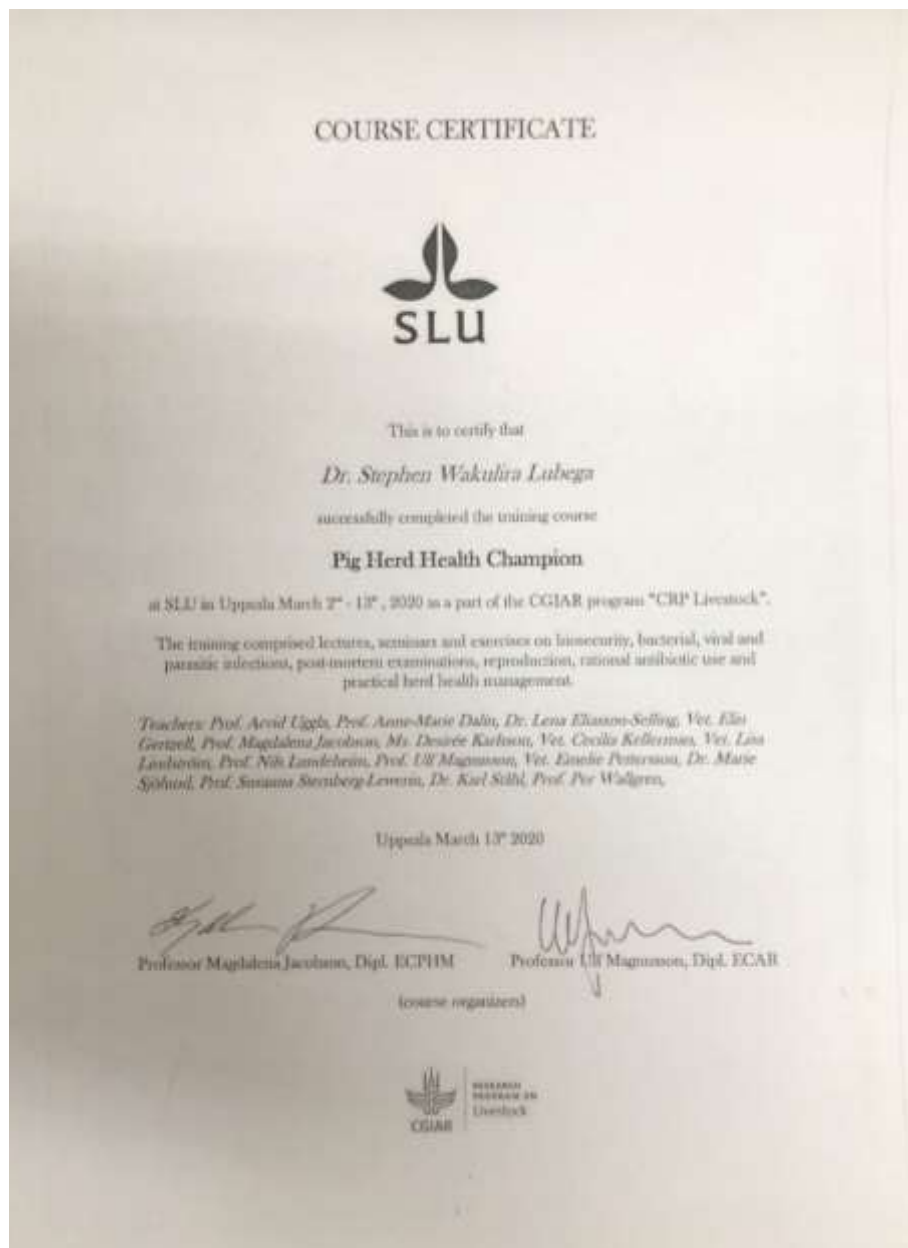 COURSE CERTIFICATE
SLU
This is to certify that
Dr. Stephen Wakulira Lubega
successfully completed the training course
Pig Herd Health Champion
at SLU in Uppsala March 2nd - 13th, 2020 as a part of the CGIAR program "CRP Livestock".
The training comprised lectures, seminars and exercises on biosecurity, bacterial, viral and
parasitic infections, post-mortem examinations, reproduction, rational antibiotic use and
practical herd health management.
Teachers: Prof. Arvid Uggla, Prof. Anne-Marie Dalin, Dr. Lena Eliasson-Selling, Vet. Elin
Prof. Magdalena Jacobson, Ms. Desirée Karlsson, Vet. Cecilia Kellerman, Vet. Lisa
Prof. Nils Lundeheim, Prof. Ulf Magnusson, Vet. Emelie Pettersson, Dr. Marie
Sjölund, Prof. Susanna Sternberg-Lewerin, Dr. Karl Ståhl, Prof. Per Wallgren,
Uppsala March 13th 2020
Professor Magdalena Jacobson, Dipl. ECPHM Professor Ulf Magnusson, Dipl. ECAR
(course organizers)
CGIAR
RESEARCH
PROGRAM ON
Livestock